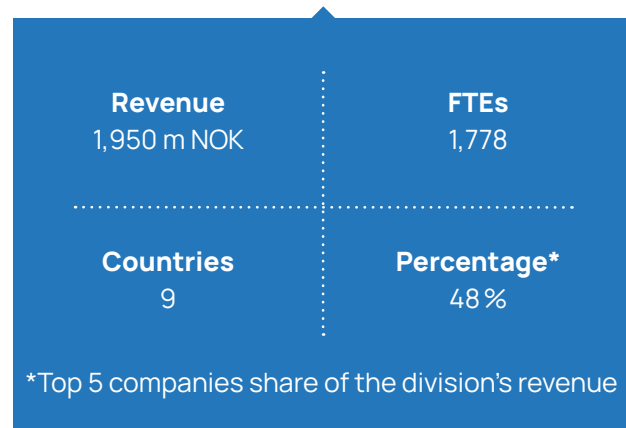 Revenue
1,950 m NOK
FTEs
1,778
Countries
9
Percentage*
48 %
*Top 5 companies share of the division's revenue